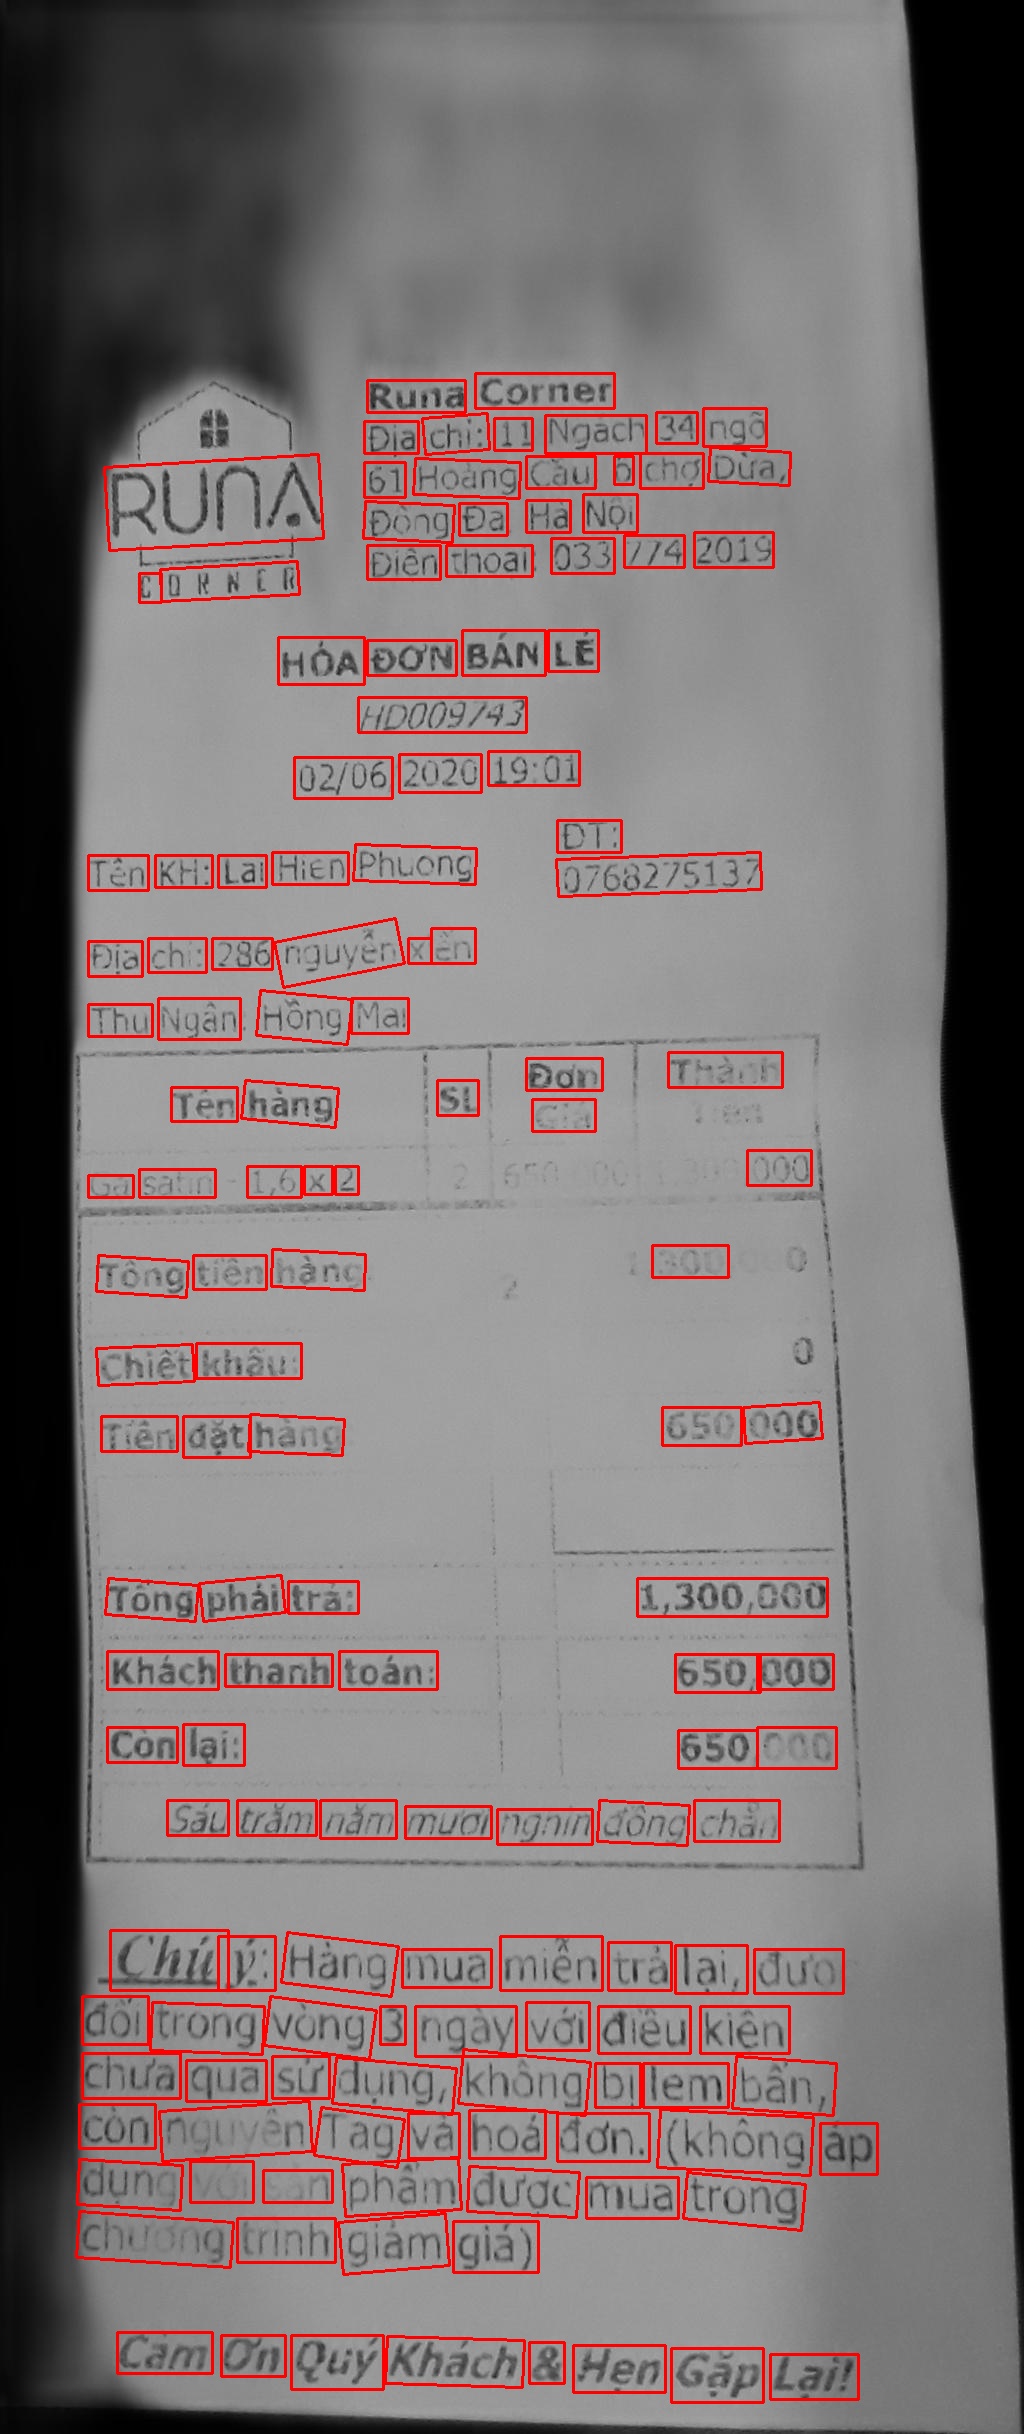 RUNA
CORNER
Runa Corner
Địa chỉ: 11 Ngách 34 ngõ
61 Hoàng Cầu ô chợ Dừa,
Đống Đa Hà Nội
Điện thoại: 033 774 2019
HÓA ĐƠN BÁN LẺ
HD009743
02/06 2020 19:01
Tên KH: Lại Hiền Phuong
ĐT:
0768275137
Địa chỉ: 286 nguyễn xiển
Thu Ngân: Hồng Mai
Tên hàng SL Đơn Giá Thành Tiền
Ga satin - 1,6 x 2 2 650,000 1,300,000
Tổng tiền hàng: 2 1,300,000
Chiết khấu: 0
Tiền đặt hàng 650,000
Tổng phải trả: 1,300,000
Khách thanh toán: 650,000
Còn lại: 650,000
Sáu trăm năm mươi nghìn đồng chẵn
Chú ý: Hàng mua miễn trả lại, được
đổi trong vòng 3 ngày với điều kiện
chưa qua sử dụng, không bị lem bẩn,
còn nguyên Tag và hoá đơn. (không áp
dụng với sản phẩm được mua trong
chương trình giảm giá)
Cảm Ơn Quý Khách & Hẹn Gặp Lại!